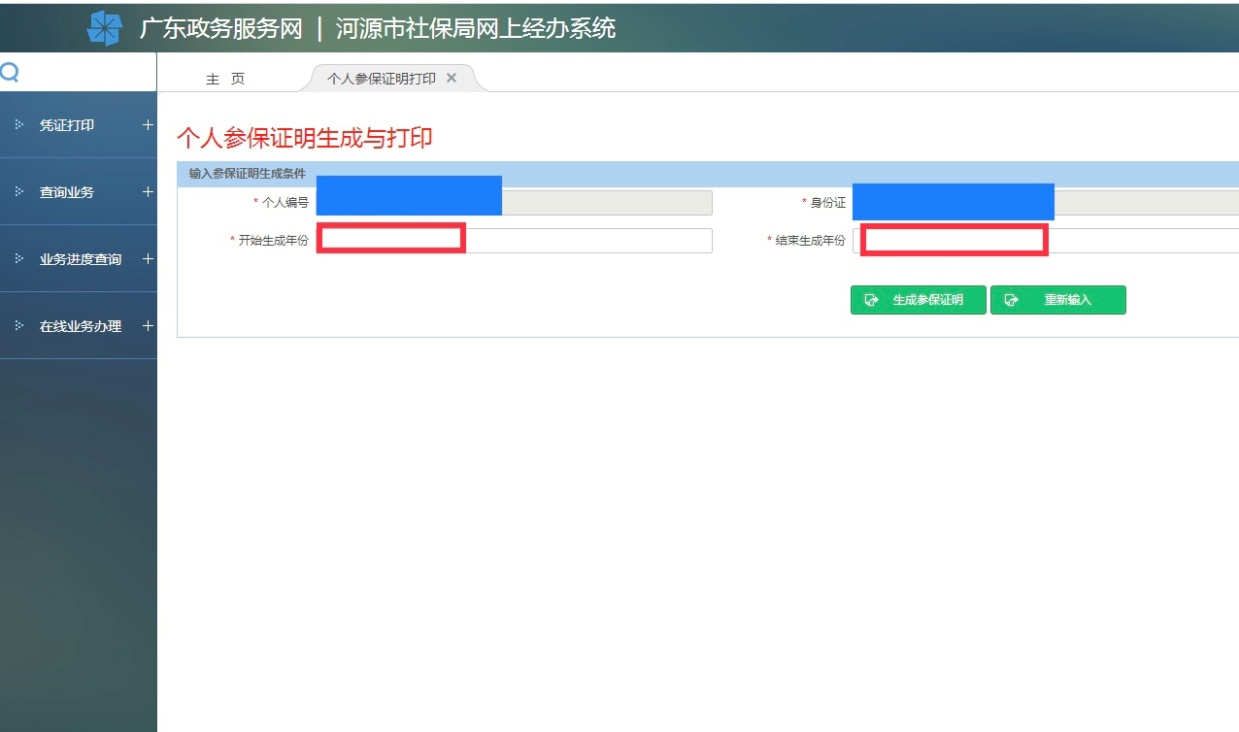 广东政务服务网 | 河源市社保局网上经办系统
主 页 个人参保证明打印 ×
凭证打印 +
查询业务 +
业务进度查询 +
在线业务办理 +
个人参保证明生成与打印
输入参保证明生成条件
* 个人编号 * 身份证
* 开始生成年份 * 结束生成年份
生成参保证明 重新输入